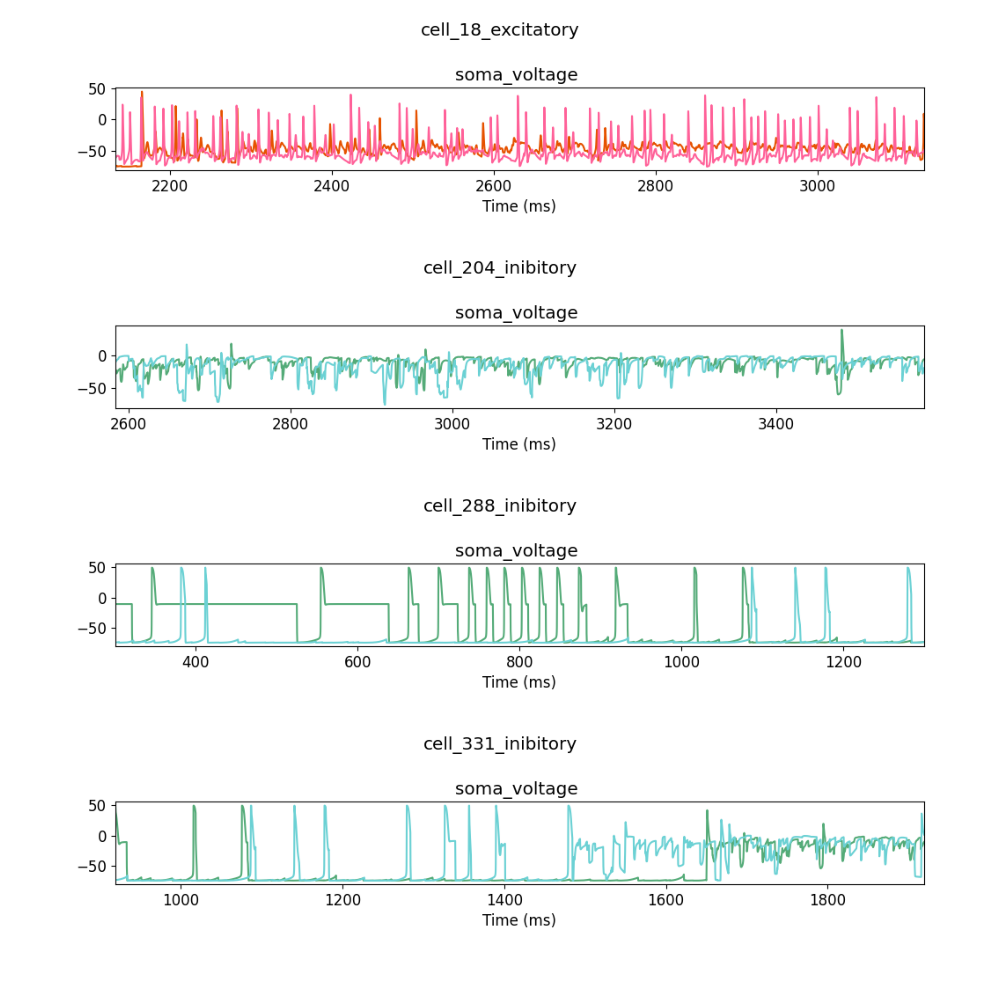 cell_18_excitatory
soma_voltage
50
0
−50
2200 2400 2600 2800 3000
Time (ms)
cell_204_inibitory
soma_voltage
0
−50
2600 2800 3000 3200 3400
Time (ms)
cell_288_inibitory
soma_voltage
50
0
−50
400 600 800 1000 1200
Time (ms)
cell_331_inibitory
soma_voltage
50
0
−50
1000 1200 1400 1600 1800
Time (ms)